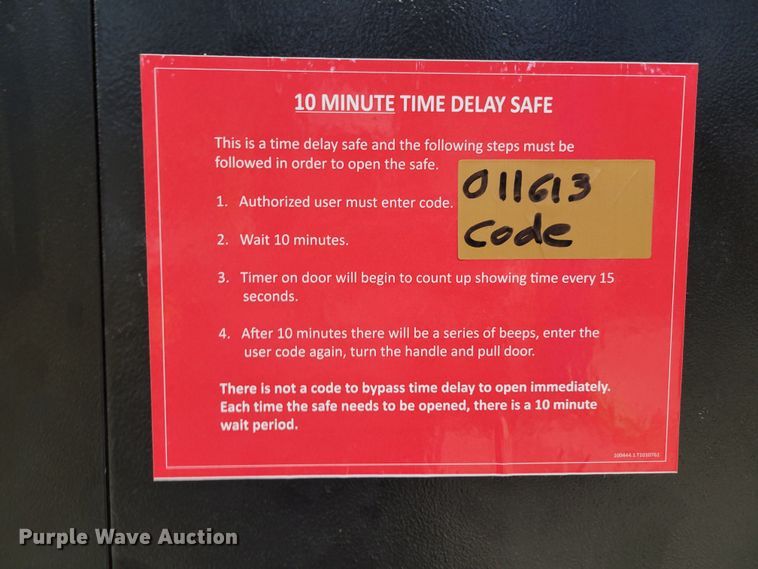 10 MINUTE TIME DELAY SAFE
This is a time delay safe and the following steps must be
followed in order to open the safe.
1. Authorized user must enter code.
011613
code
2. Wait 10 minutes.
3. Timer on door will begin to count up showing time every 15
seconds.
4. After 10 minutes there will be a series of beeps, enter the
user code again, turn the handle and pull door.
There is not a code to bypass time delay to open immediately.
Each time the safe needs to be opened, there is a 10 minute
wait period.
Purple Wave Auction